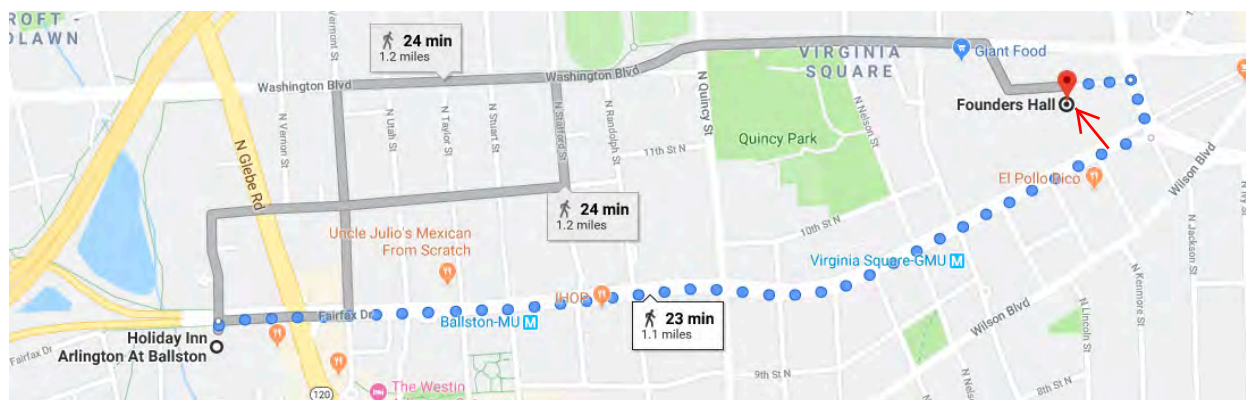 ROFT -
DLAWN
Vermont St
24 min
1.2 miles
Washington Blvd
Washington Blvd
VIRGINIA
SQUARE
Giant Food
Founders Hall
N Glebe Rd
N Vernon St
N Utah St
N Taylor St
N Stuart St
N Stafford St
N Randolph St
N Quincy St
11th St N
Quincy Park
N Nelson St
El Pollo Rico
Wilson Blvd
N Jackson St
24 min
1.2 miles
10th St N
Uncle Julio's Mexican
From Scratch
Virginia Square-GMU M
N Kenmore St
IHOP
Fairfax Dr
Ballston-MU M
23 min
1.1 miles
Wilson Blvd
N Lincoln St
Holiday Inn
Arlington At Ballston
Fairfax Dr
9th St N
8th St N
N Nelson
120
The Westin